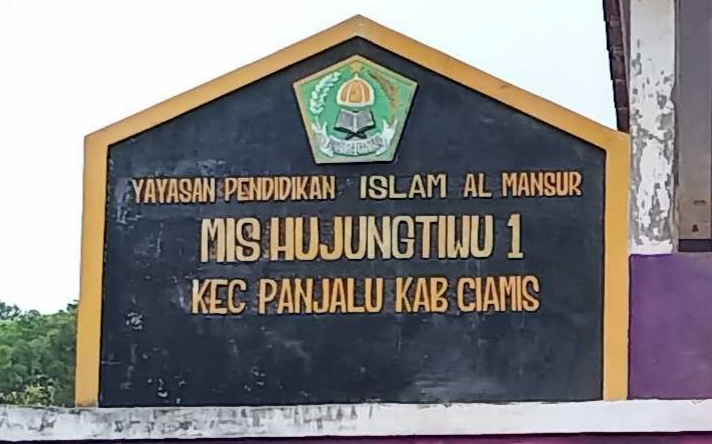 YAYASAN PENDIDIKAN ISLAM AL MANSUR
MIS HUJUNGTIWU 1
KEC PANJALU KAB CIAMIS